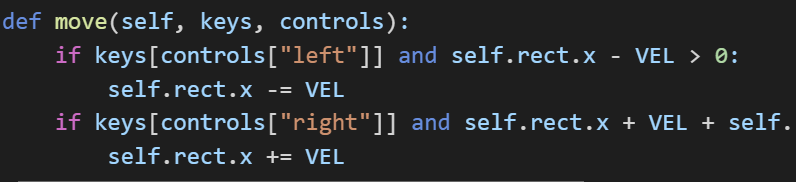 def move(self, keys, controls):
    if keys[controls["left"]] and self.rect.x - VEL > 0:
        self.rect.x -= VEL
    if keys[controls["right"]] and self.rect.x + VEL + self.
        self.rect.x += VEL